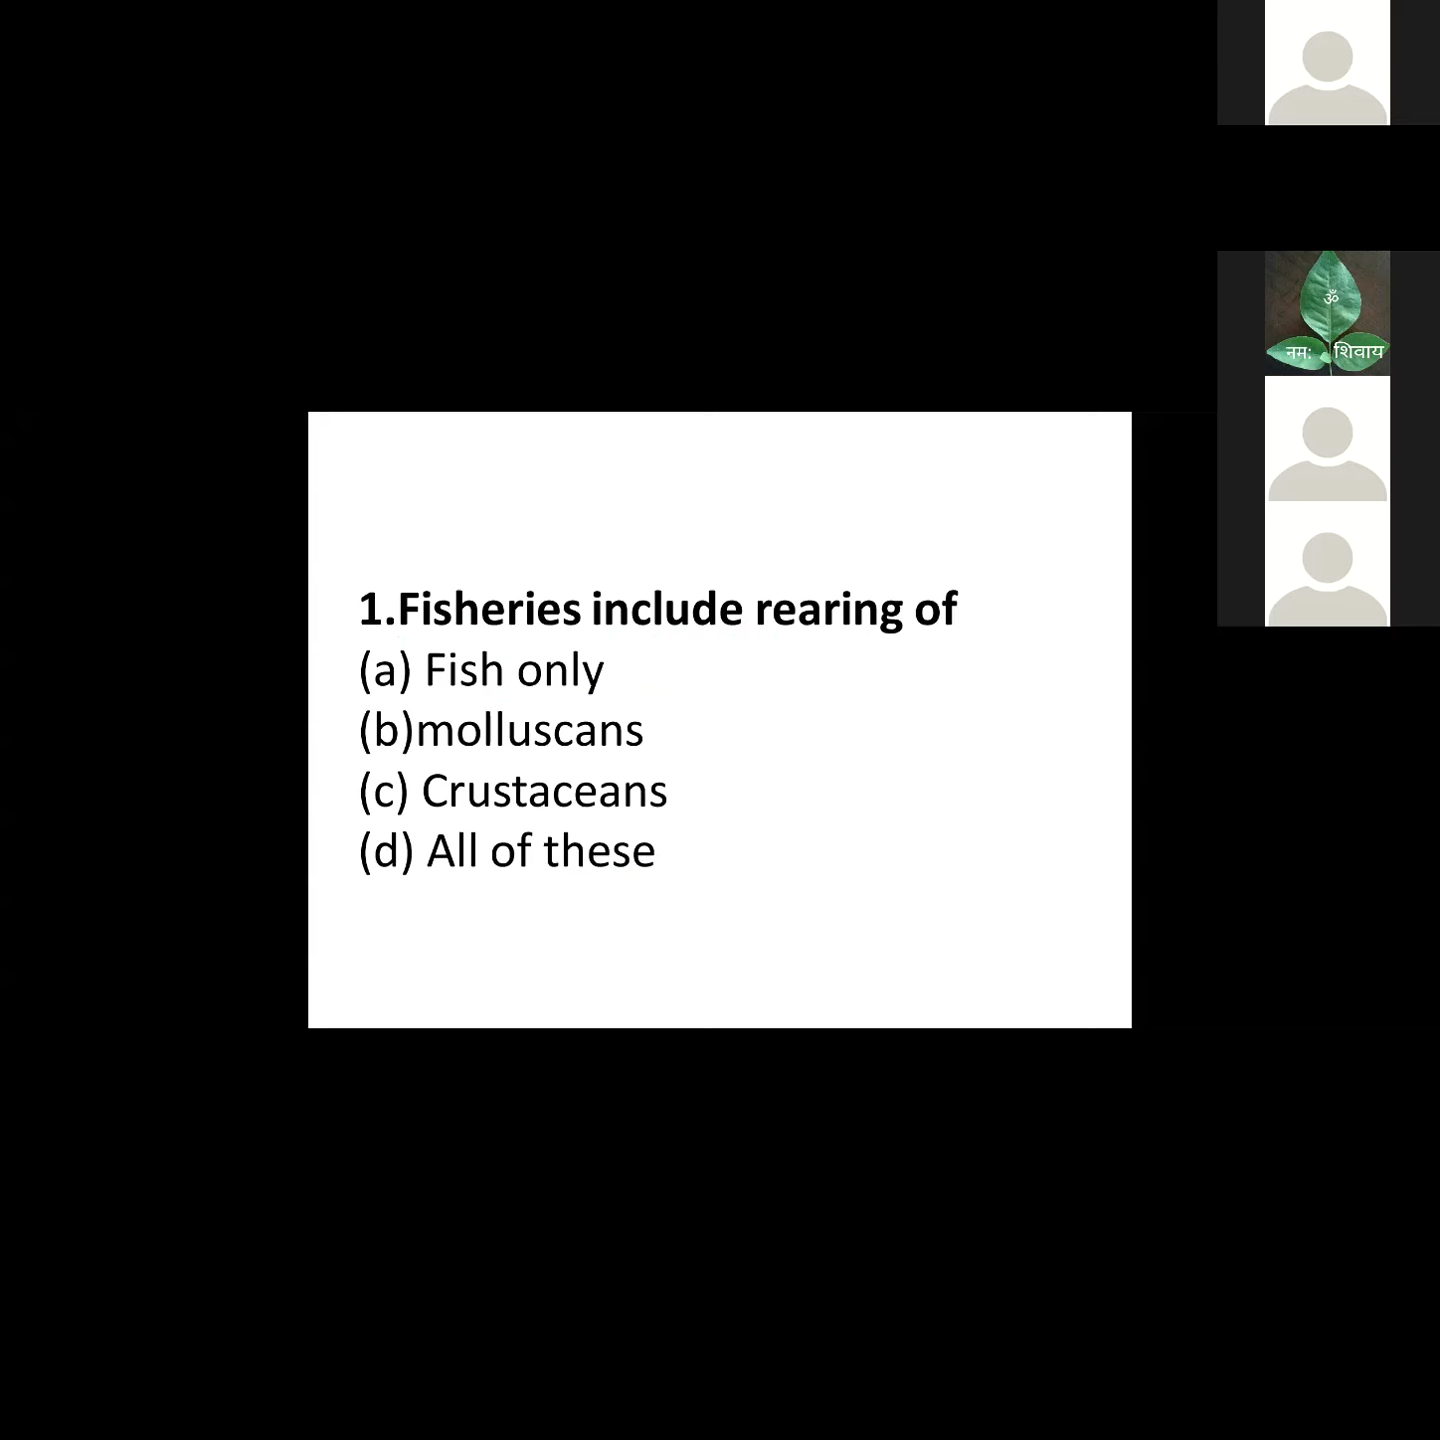 ॐ
नम: शिवाय
1.Fisheries include rearing of
(a) Fish only
(b)molluscans
(c) Crustaceans
(d) All of these